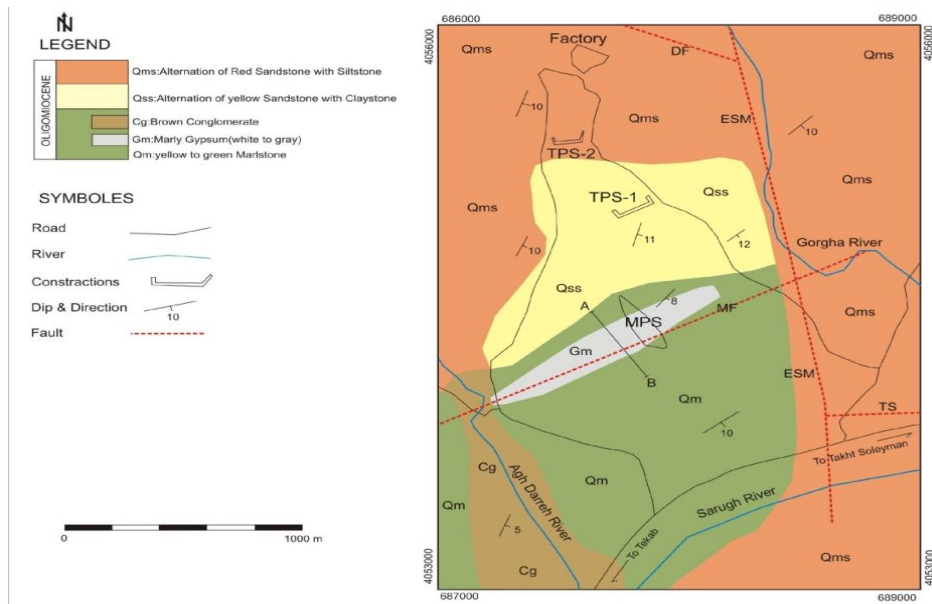 N
LEGEND
OLIGOMIOCENE
Qms:Alternation of Red Sandstone with Siltstone
Qss:Alternation of yellow Sandstone with Claystone
Cg:Brown Conglomerate
Gm:Marly Gypsum(white to gray)
Qm:yellow to green Marlstone
SYMBOLES
Road
River
Constractions
Dip & Direction
10
Fault
0
1000 m
686000
689000
4056000
4056000
Factory
Qms
DF
Qms
10
Qms
ESM
10
TPS-2
Qms
Qms
TPS-1
Qss
10
11
12
Gorgha River
Qss
A
8
MPS
MF
Qms
Gm
B
ESM
Qm
TS
10
To Takht Soleyman
Cg
Agh Darreh River
Qm
Qm
Sarugh River
5
To Tekab
Cg
Qms
4053000
4053000
687000
689000